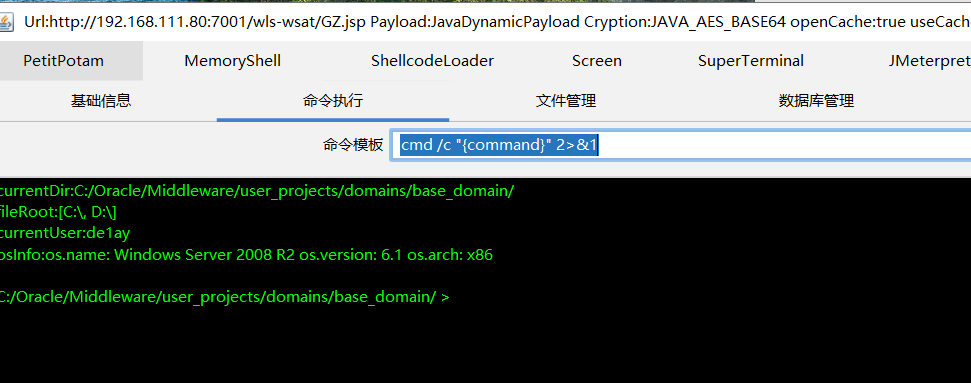 Url:http://192.168.111.80:7001/wls-wsat/GZ.jsp Payload:JavaDynamicPayload Cryption:JAVA_AES_BASE64 openCache:true useCach
PetitPotam MemoryShell ShellcodeLoader Screen SuperTerminal JMeterpret
基础信息 命令执行 文件管理 数据库管理
命令模板 cmd /c "{command}" 2>&1
currentDir:C:/Oracle/Middleware/user_projects/domains/base_domain/
fileRoot:[C:\, D:\]
currentUser:de1ay
osInfo:os.name: Windows Server 2008 R2 os.version: 6.1 os.arch: x86
C:/Oracle/Middleware/user_projects/domains/base_domain/ >